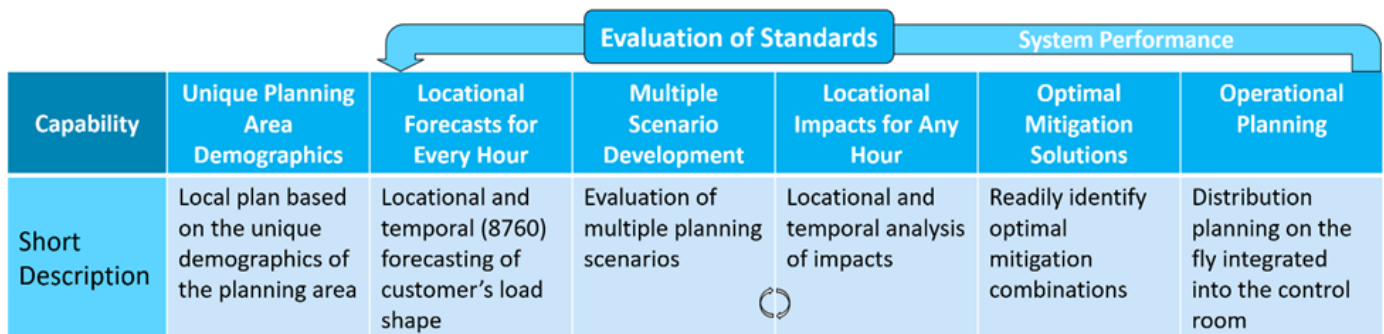 Evaluation of Standards
System Performance
Capability
Unique Planning
Area
Demographics
Locational
Forecasts for
Every Hour
Multiple
Scenario
Development
Locational
Impacts for Any
Hour
Optimal
Mitigation
Solutions
Operational
Planning
Short
Description
Local plan based
on the unique
demographics of
the planning area
Locational and
temporal (8760)
forecasting of
customer’s load
shape
Evaluation of
multiple planning
scenarios
Locational and
temporal analysis
of impacts
Readily identify
optimal
mitigation
combinations
Distribution
planning on the
fly integrated
into the control
room